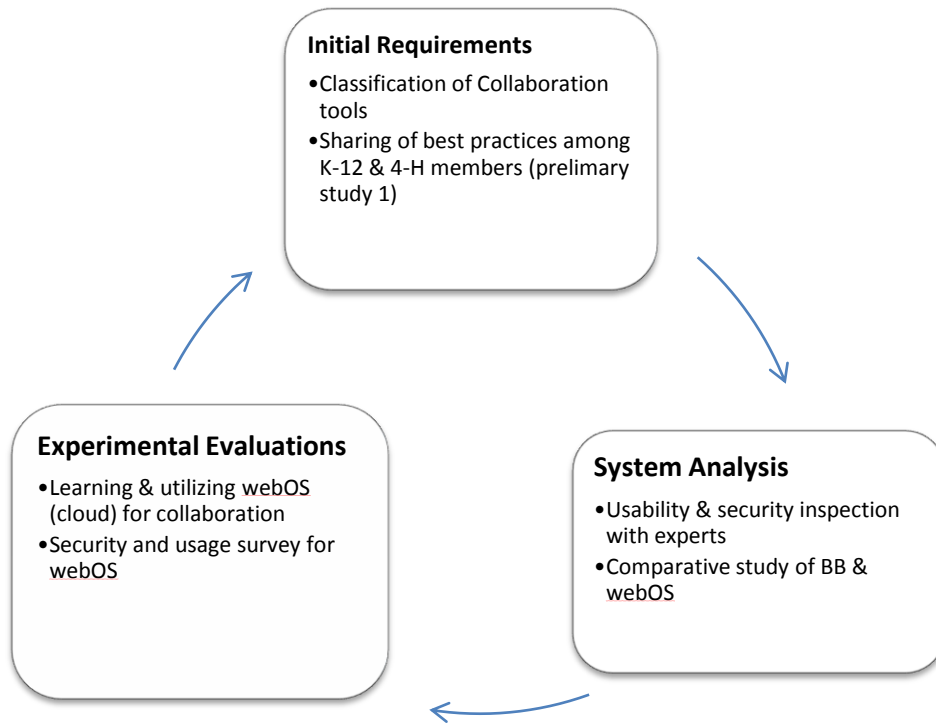 Initial Requirements
•Classification of Collaboration
tools
•Sharing of best practices among
K-12 & 4-H members (prelimary
study 1)
Experimental Evaluations
•Learning & utilizing webOS
(cloud) for collaboration
•Security and usage survey for
webOS
System Analysis
•Usability & security inspection
with experts
•Comparative study of BB &
webOS